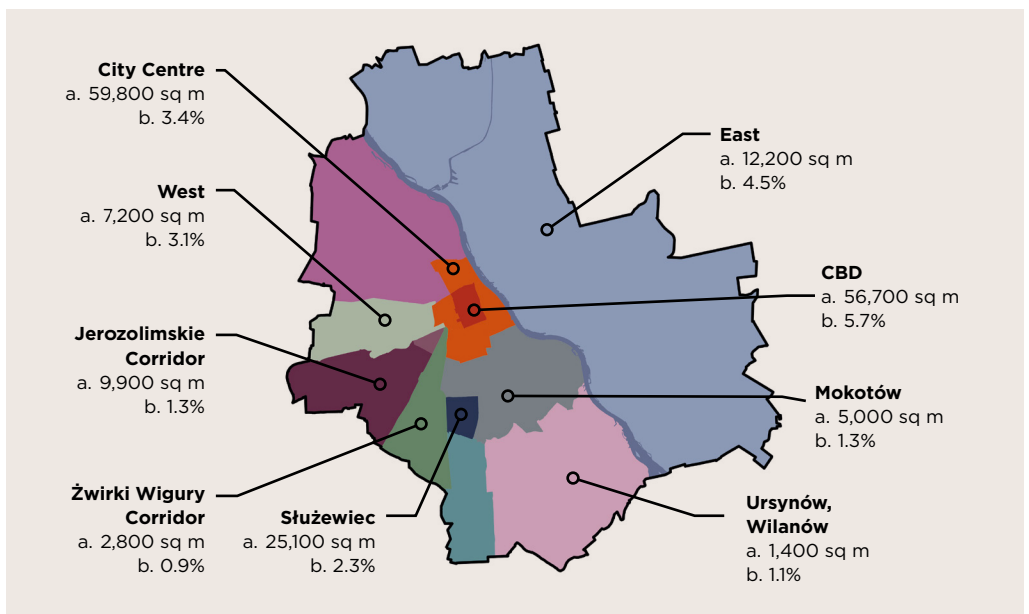 City Centre
a. 59,800 sq m
b. 3.4%
West
a. 7,200 sq m
b. 3.1%
Jerozolimskie
Corridor
a. 9,900 sq m
b. 1.3%
Żwirki Wigury
Corridor
a. 2,800 sq m
b. 0.9%
Służewiec
a. 25,100 sq m
b. 2.3%
East
a. 12,200 sq m
b. 4.5%
CBD
a. 56,700 sq m
b. 5.7%
Mokotów
a. 5,000 sq m
b. 1.3%
Ursynów,
Wilanów
a. 1,400 sq m
b. 1.1%